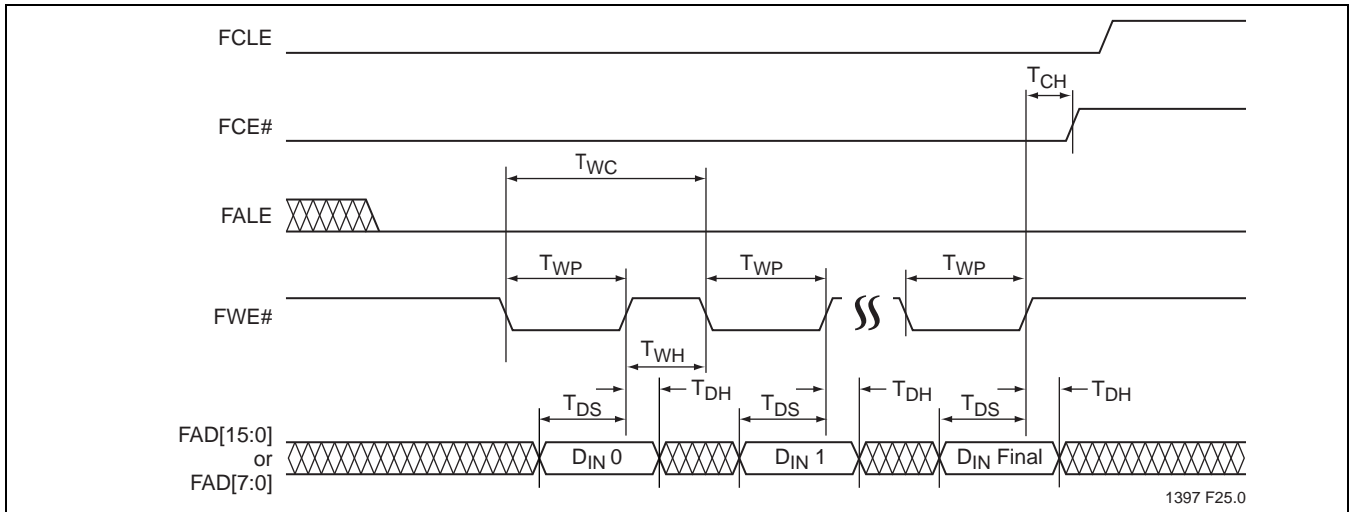 FCLE
T_CH
FCE#
T_WC
FALE
T_WP T_WP T_WP
FWE#
T_WH
T_DH T_DH T_DH
T_DS T_DS T_DS
FAD[15:0]
or
FAD[7:0]
D_IN 0 D_IN 1 D_IN Final
1397 F25.0